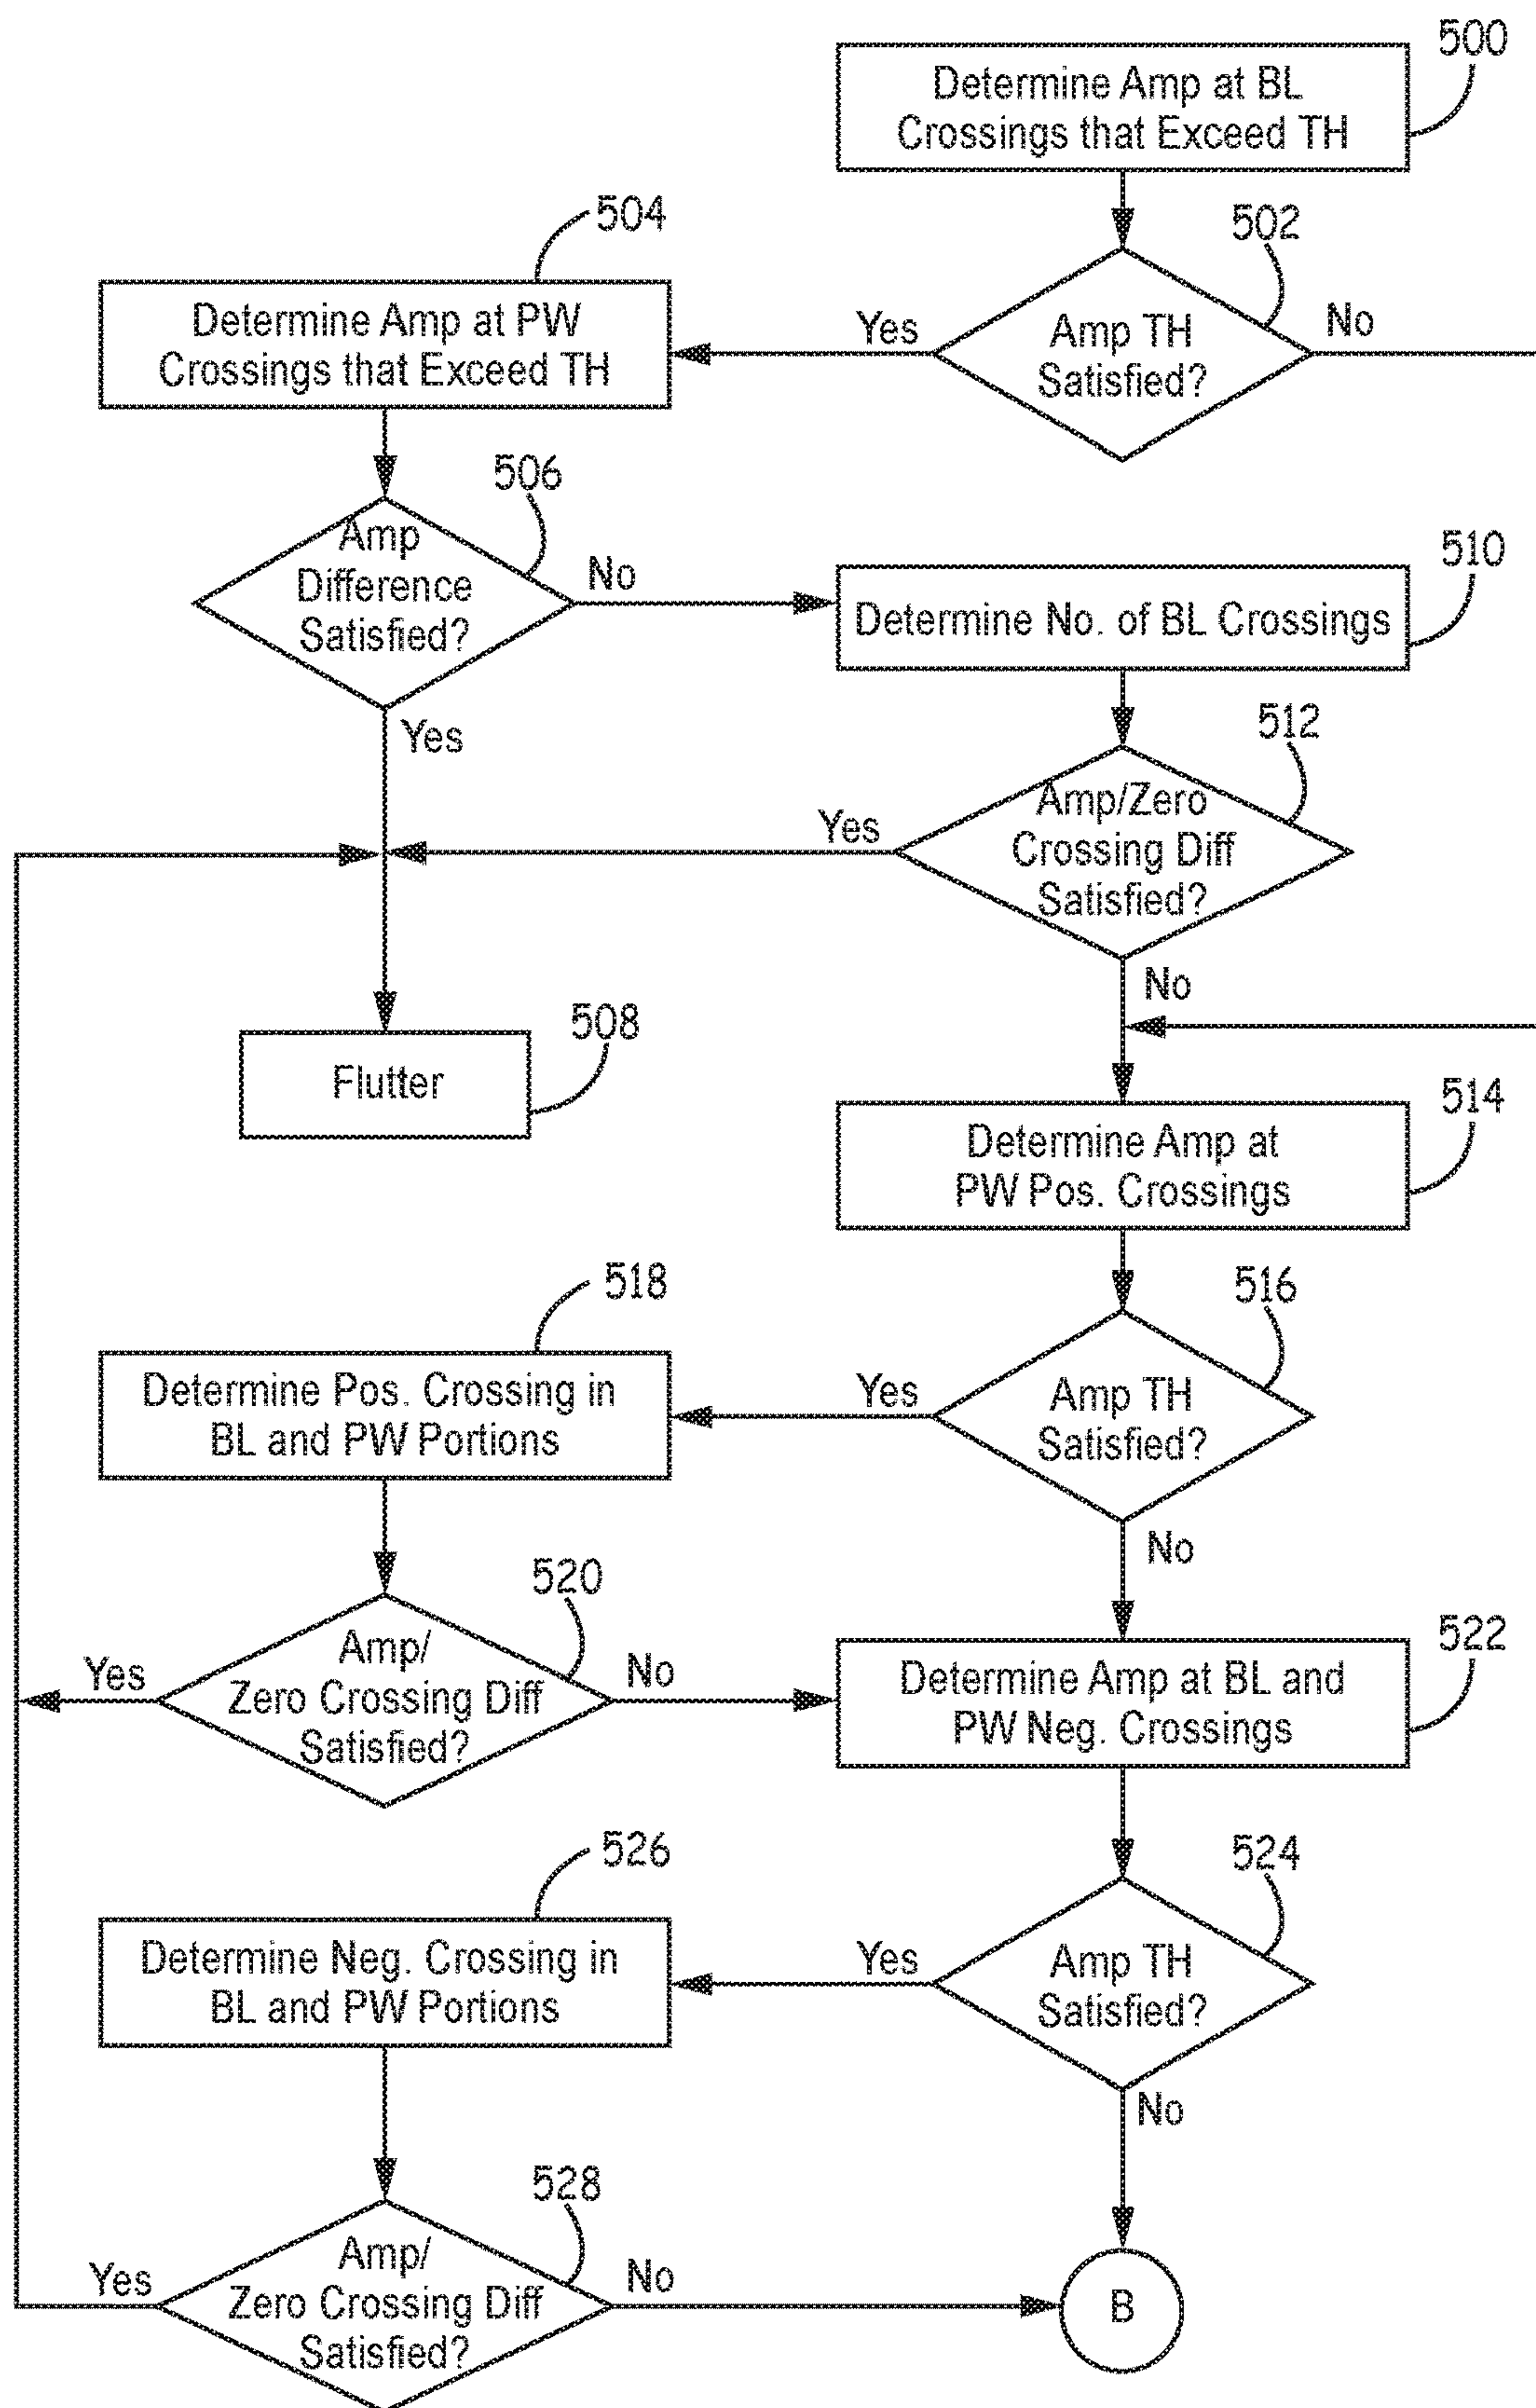 500
Determine Amp at BL
Crossings that Exceed TH
502
Amp TH
Satisfied?
Yes
No
504
Determine Amp at PW
Crossings that Exceed TH
506
Amp
Difference
Satisfied?
No
Yes
510
Determine No. of BL Crossings
512
Amp/Zero
Crossing Diff
Satisfied?
Yes
No
508
Flutter
514
Determine Amp at
PW Pos. Crossings
516
Amp TH
Satisfied?
Yes
No
518
Determine Pos. Crossing in
BL and PW Portions
520
Amp/
Zero Crossing Diff
Satisfied?
Yes
No
522
Determine Amp at BL and
PW Neg. Crossings
524
Amp TH
Satisfied?
Yes
No
526
Determine Neg. Crossing in
BL and PW Portions
528
Amp/
Zero Crossing Diff
Satisfied?
Yes
No
B